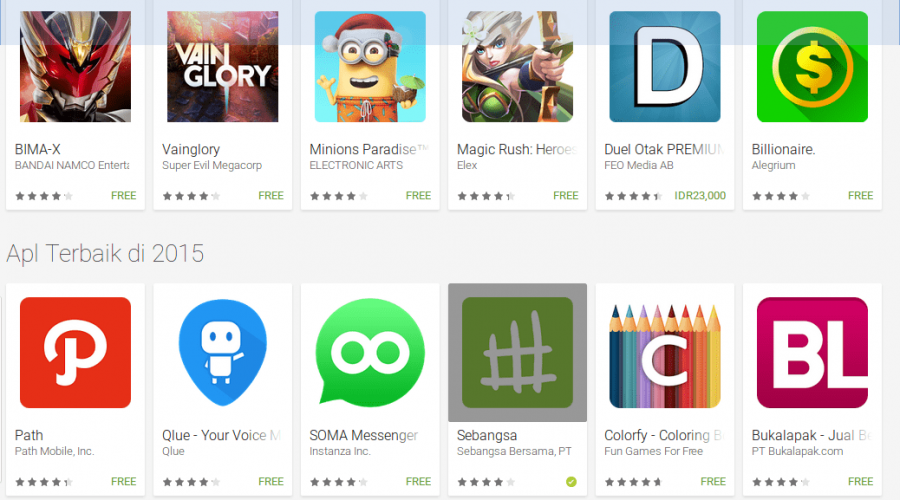 VAIN
GLORY
D
$
BIMA-X
BANDAI NAMCO Enterta
FREE
Vainglory
Super Evil Megacorp
FREE
Minions Paradise™
ELECTRONIC ARTS
FREE
Magic Rush: Heroes
Elex
FREE
Duel Otak PREMIUM
FEO Media AB
IDR23,000
Billionaire.
Alegrium
FREE
Apl Terbaik di 2015
C
BL
Path
Path Mobile, Inc.
FREE
Qlue - Your Voice M
Qlue
FREE
SOMA Messenger
Instanza Inc.
FREE
Sebangsa
Sebangsa Bersama, PT
Colorfy - Coloring B
Fun Games For Free
FREE
Bukalapak - Jual Be
PT Bukalapak.com
FREE